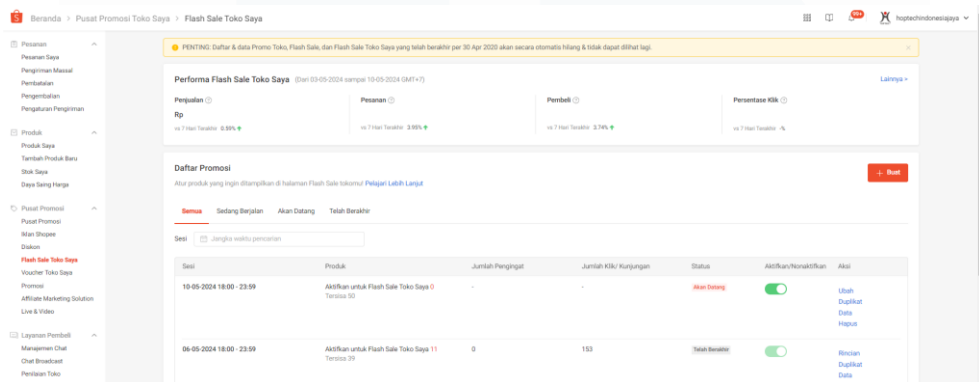 Beranda > Pusat Promosi Toko Saya > Flash Sale Toko Saya
99+
hoptechindonesiajaya
Pesanan
Pesanan Saya
Pengiriman Massal
Pembatalan
Pengembalian
Pengaturan Pengiriman
Produk
Produk Saya
Tambah Produk Baru
Stok Saya
Daya Saing Harga
Pusat Promosi
Pusat Promosi
Iklan Shopee
Diskon
Flash Sale Toko Saya
Voucher Toko Saya
Promosi
Affiliate Marketing Solution
Live & Video
Layanan Pembeli
Manajemen Chat
Chat Broadcast
Penilaian Toko
PENTING: Daftar & data Promo Toko, Flash Sale, dan Flash Sale Toko Saya yang telah berakhir per 30 Apr 2020 akan secara otomatis hilang & tidak dapat dilihat lagi.
Performa Flash Sale Toko Saya (Dari 03-05-2024 sampai 10-05-2024 GMT+7)
Lainnya >
Penjualan Pesanan Pembeli Persentase Klik
Rp
vs 7 Hari Terakhir 0.59% vs 7 Hari Terakhir 3.95% vs 7 Hari Terakhir 3.74% vs 7 Hari Terakhir -%
Daftar Promosi
+ Buat
Atur produk yang ingin ditampilkan di halaman Flash Sale tokomu! Pelajari Lebih Lanjut
Semua Sedang Berjalan Akan Datang Telah Berakhir
Sesi Jangka waktu pencarian
Sesi Produk Jumlah Pengingat Jumlah Klik/ Kunjungan Status Aktifkan/Nonaktifkan Aksi
10-05-2024 18:00 - 23:59 Aktifkan untuk Flash Sale Toko Saya 0 - - Akan Datang Ubah
Tersisa 50 Duplikat
Data
Hapus
06-05-2024 18:00 - 23:59 Aktifkan untuk Flash Sale Toko Saya 11 0 153 Telah Berakhir Rincian
Tersisa 39 Duplikat
Data